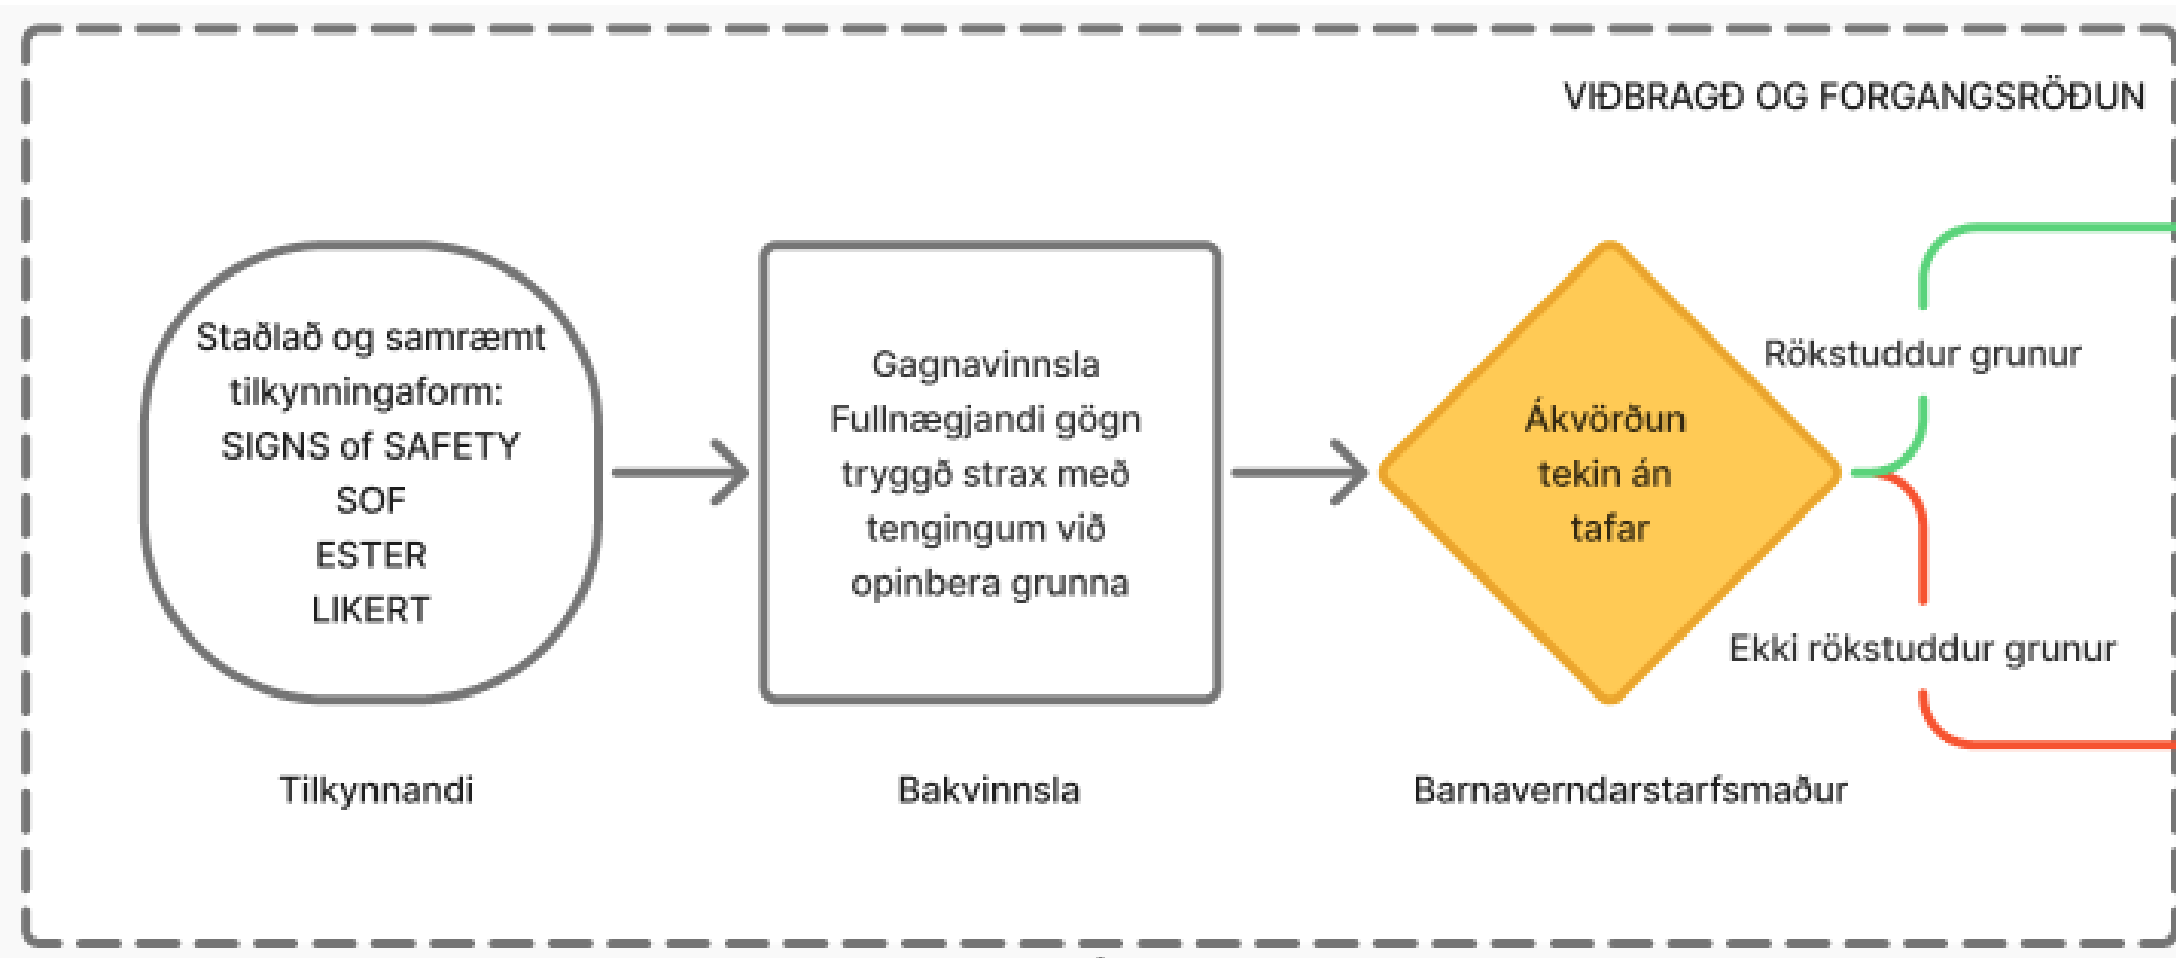 VIÐBRAGÐ OG FORGANGSRÖÐUN
Staðlað og samræmt
tilkynningaform:
SIGNS of SAFETY
SOF
ESTER
LIKERT
Tilkynnandi
Gagnavinnsla
Fullnægjandi gögn
tryggð strax með
tengingum við
opinbera grunna
Bakvinnsla
Ákvörðun
tekin án
tafar
Barnaverndarstarfsmaður
Rökstuddur grunur
Ekki rökstuddur grunur